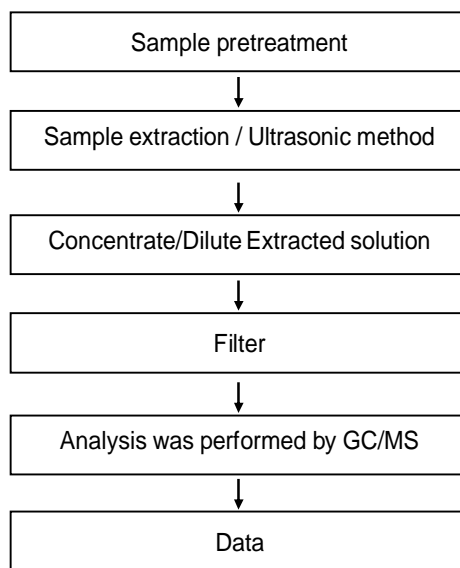 Sample pretreatment
Sample extraction / Ultrasonic method
Concentrate/Dilute Extracted solution
Filter
Analysis was performed by GC/MS
Data